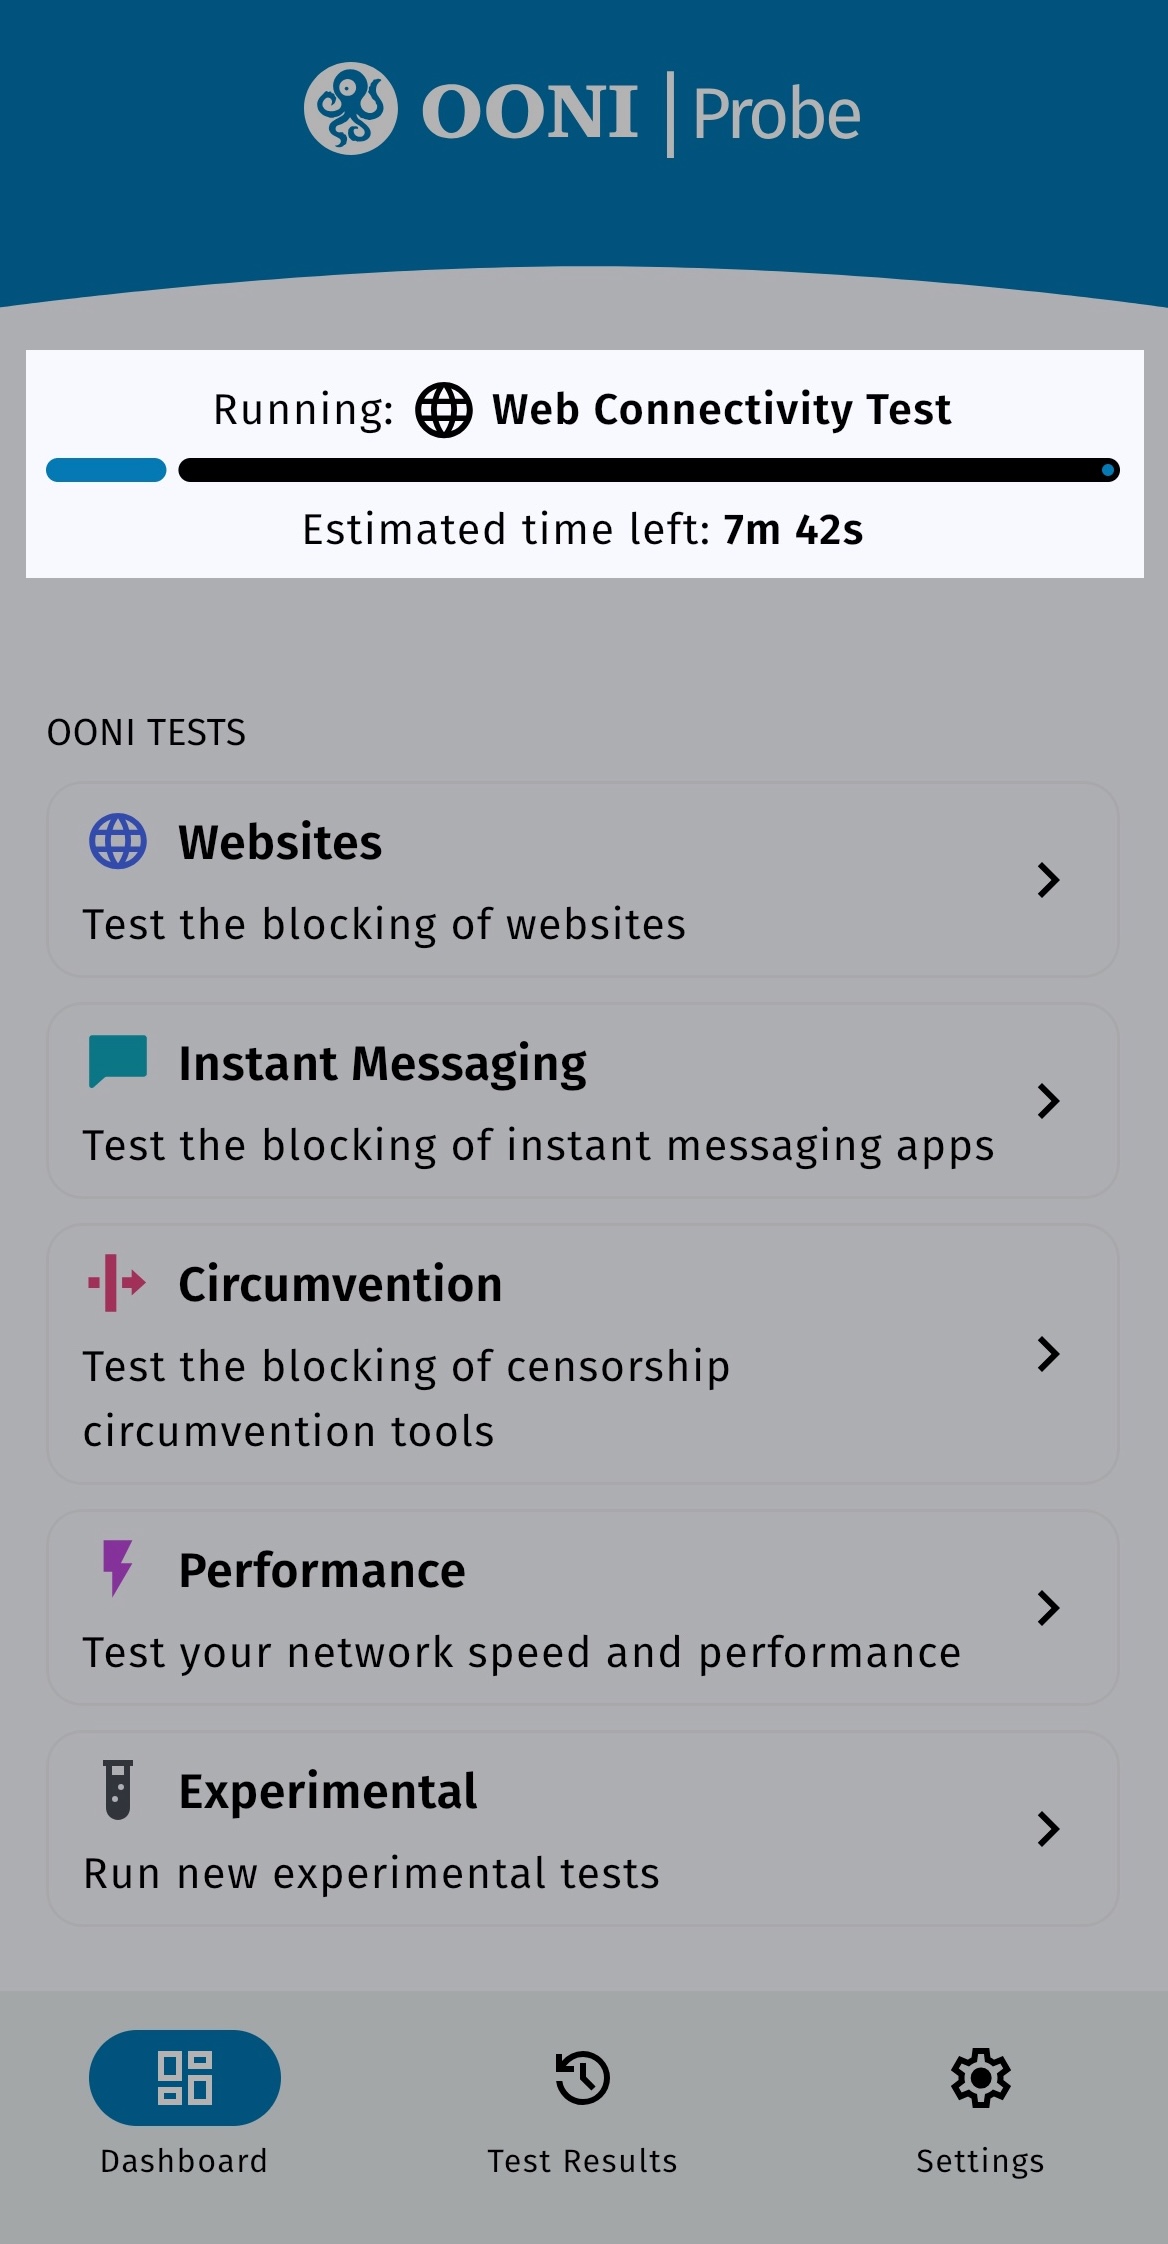 OONI | Probe
Running: Web Connectivity Test
Estimated time left: 7m 42s
OONI TESTS
Websites
Test the blocking of websites
Instant Messaging
Test the blocking of instant messaging apps
Circumvention
Test the blocking of censorship
circumvention tools
Performance
Test your network speed and performance
Experimental
Run new experimental tests
Dashboard
Test Results
Settings